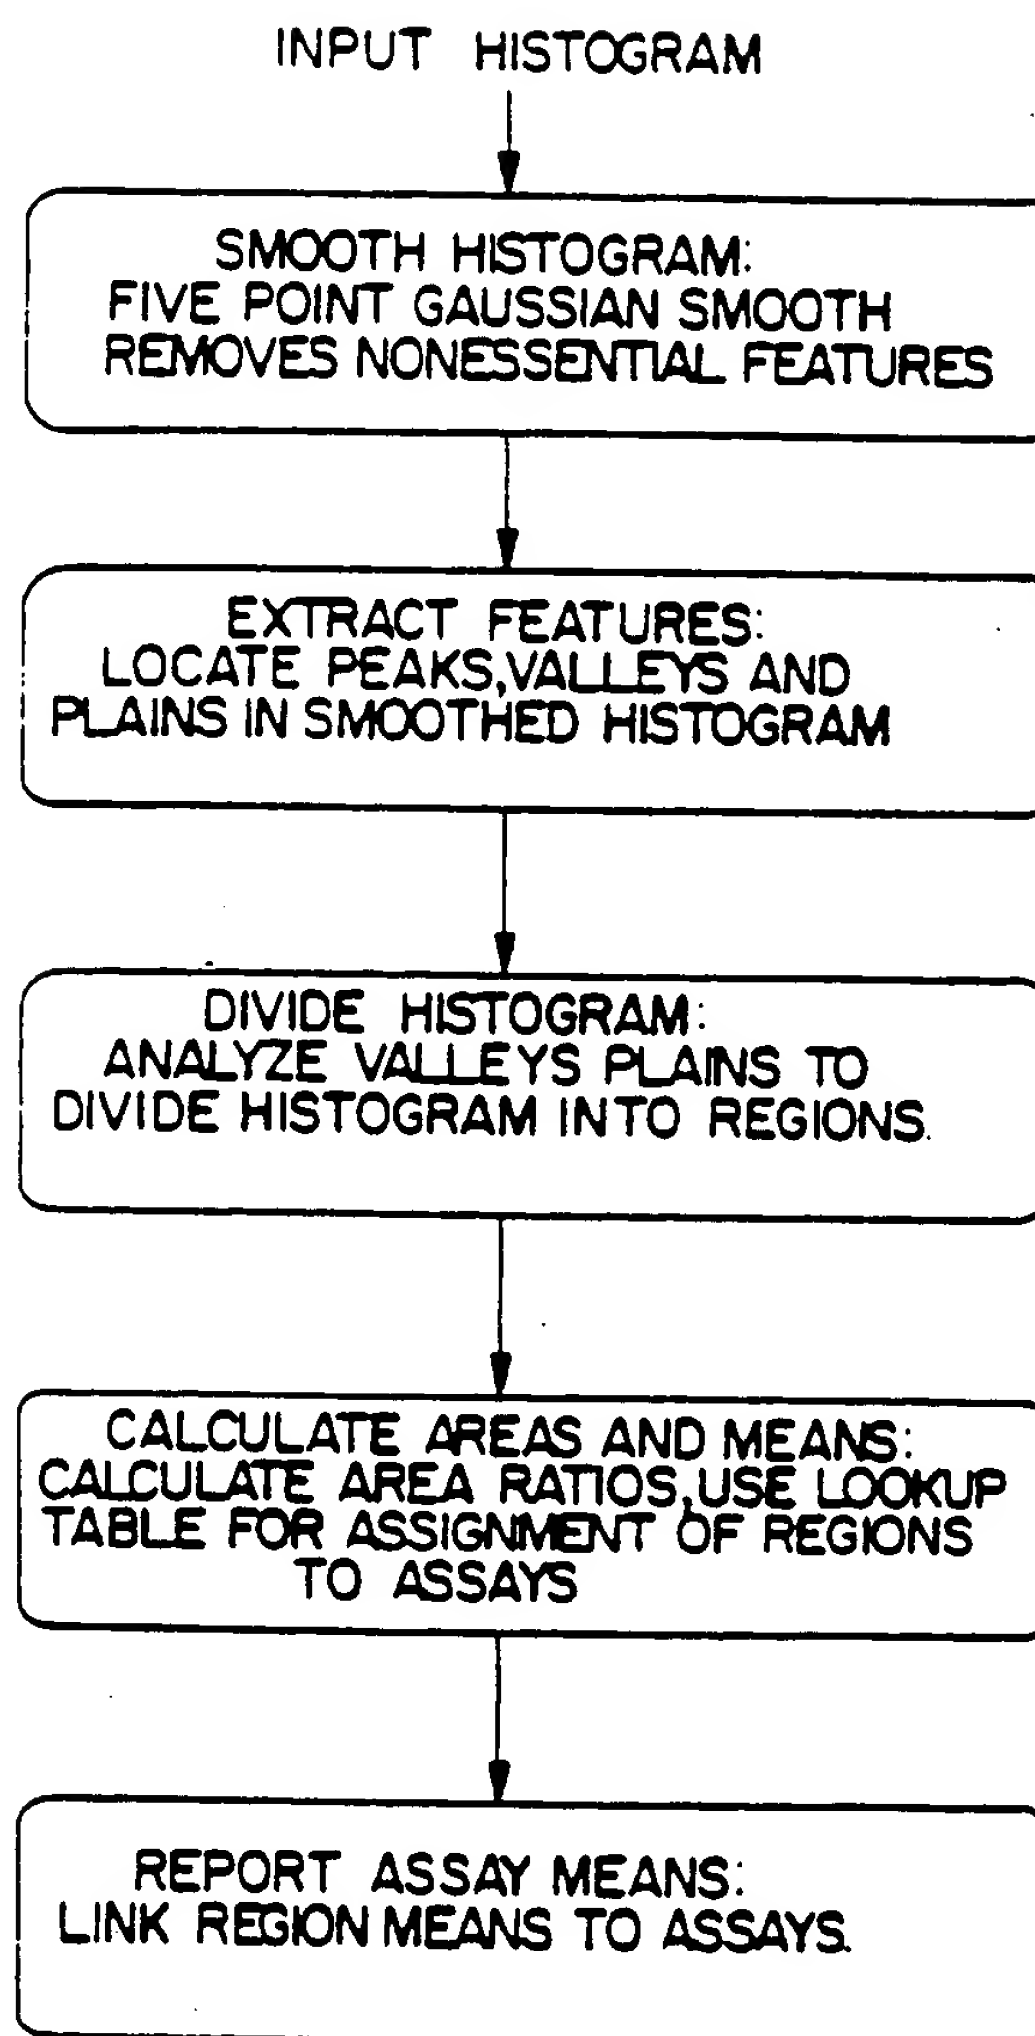 INPUT HISTOGRAM
SMOOTH HISTOGRAM:
FIVE POINT GAUSSIAN SMOOTH
REMOVES NONESSENTIAL FEATURES
EXTRACT FEATURES:
LOCATE PEAKS, VALLEYS AND
PLAINS IN SMOOTHED HISTOGRAM
DIVIDE HISTOGRAM:
ANALYZE VALLEYS PLAINS TO
DIVIDE HISTOGRAM INTO REGIONS.
CALCULATE AREAS AND MEANS:
CALCULATE AREA RATIOS, USE LOOKUP
TABLE FOR ASSIGNMENT OF REGIONS
TO ASSAYS
REPORT ASSAY MEANS:
LINK REGION MEANS TO ASSAYS.